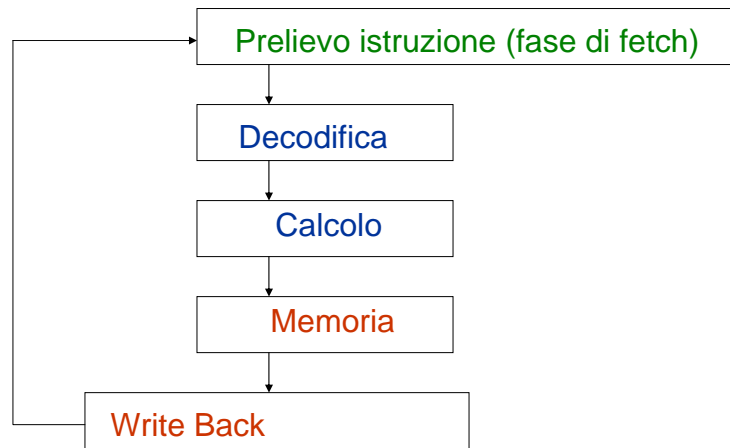 Prelievo istruzione (fase di fetch)
Decodifica
Calcolo
Memoria
Write Back